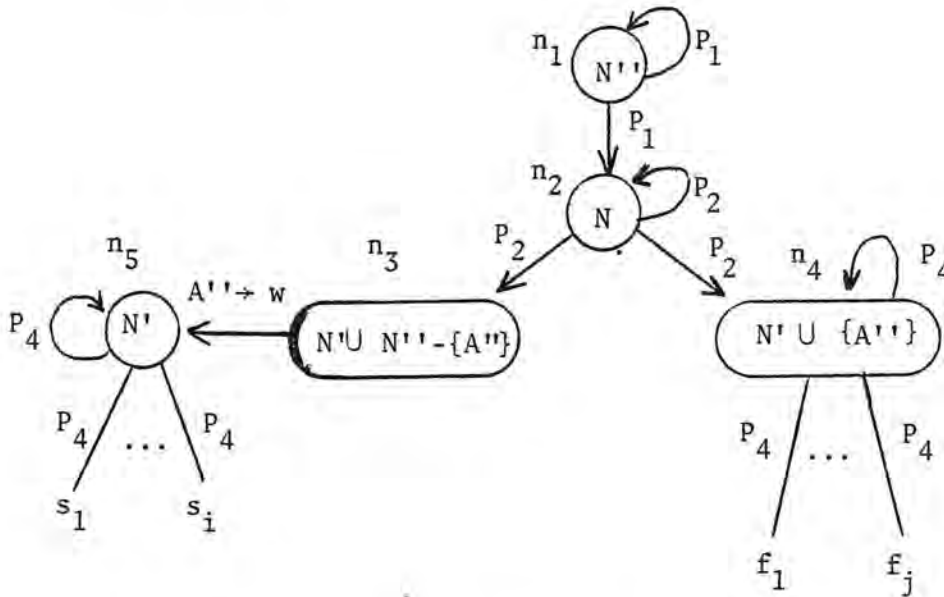 n1 N'' P1
P1
n2 N P2
P2 P2
n5 n3 n4 P4
P4 N' A''→ w N'∪ N''-{A"} N' ∪ {A''}
P4 ... P4 P4 ... P4
s1 si
f1 fj